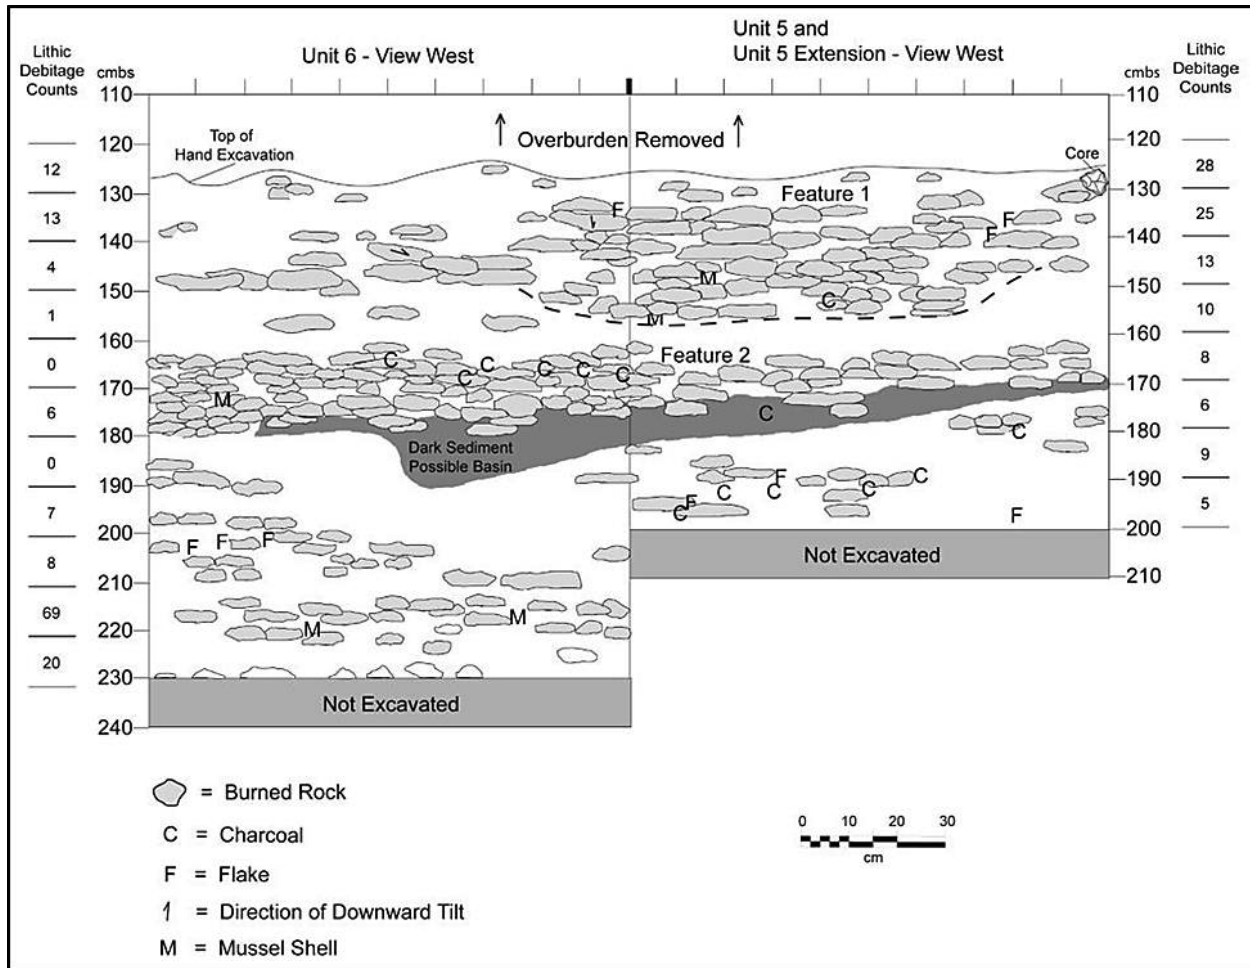 Unit 5 and
Unit 5 Extension - View West
Unit 6 - View West
Lithic
Debitage
Counts
cmbs
cmbs
Lithic
Debitage
Counts
110
120
130
140
150
160
170
180
190
200
210
220
230
240
110
120
130
140
150
160
170
180
190
200
210
12
13
4
1
0
6
0
7
8
69
20
28
25
13
10
8
6
9
5
Overburden Removed
Top of
Hand Excavation
Core
Feature 1
F
F
F
M
C
M
Feature 2
C
C
C
C
C
C
M
C
C
Dark Sediment
Possible Basin
F
C
C
C
C
F
C
F
F
F
F
M
M
Not Excavated
Not Excavated
= Burned Rock
C = Charcoal
F = Flake
= Direction of Downward Tilt
M = Mussel Shell
0 10 20 30
cm